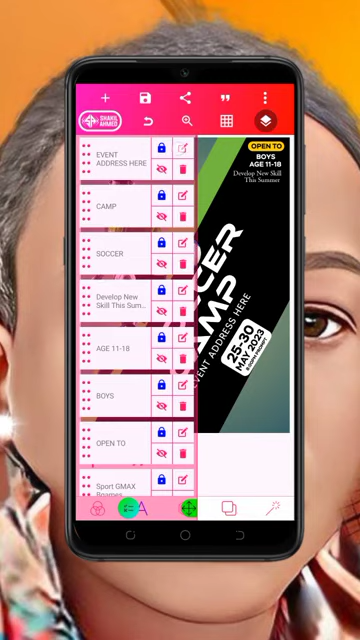 SHAKIL
AHMED
EVENT
ADDRESS HERE
CAMP
SOCCER
Develop New
Skill This Sum...
AGE 11-18
BOYS
OPEN TO
Sport GMAX
OPEN TO
BOYS
AGE 11-18
Develop New Skill
This Summer
CAMP
EVENT ADDRESS HERE
25-30
MAY 2023